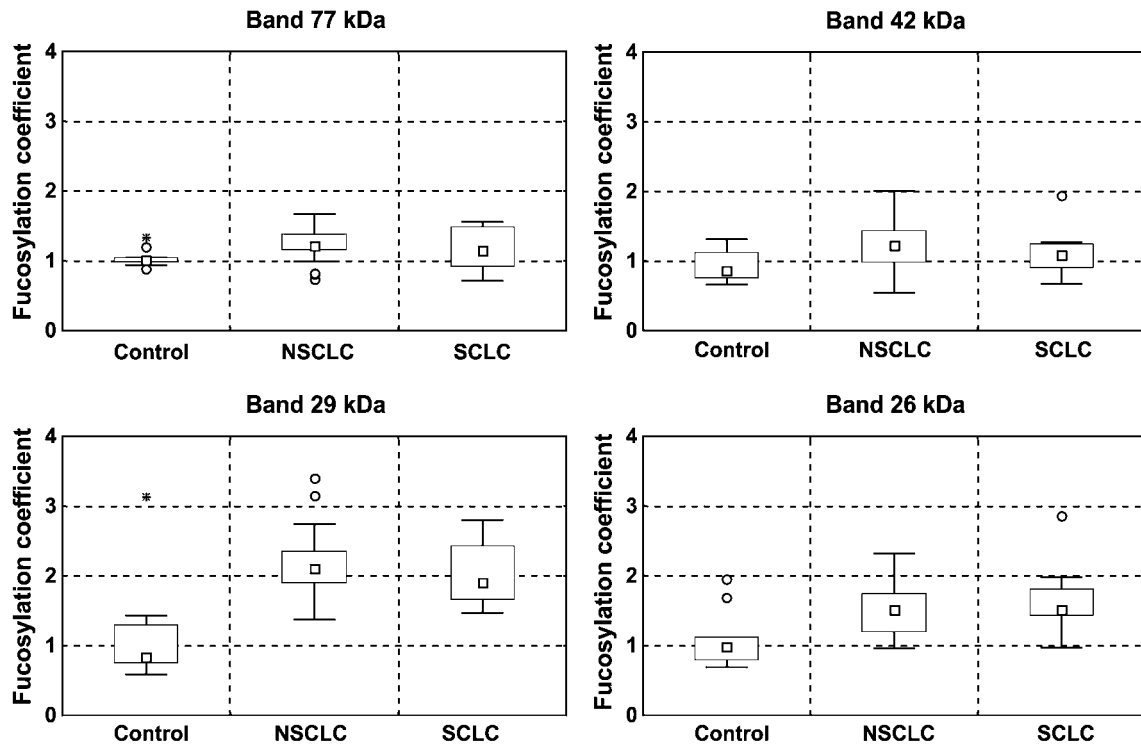 Band 77 kDa
Fucosylation coefficient
4
3
2
1
0
Control NSCLC SCLC
Band 42 kDa
Fucosylation coefficient
4
3
2
1
0
Control NSCLC SCLC
Band 29 kDa
Fucosylation coefficient
4
3
2
1
0
Control NSCLC SCLC
Band 26 kDa
Fucosylation coefficient
4
3
2
1
0
Control NSCLC SCLC